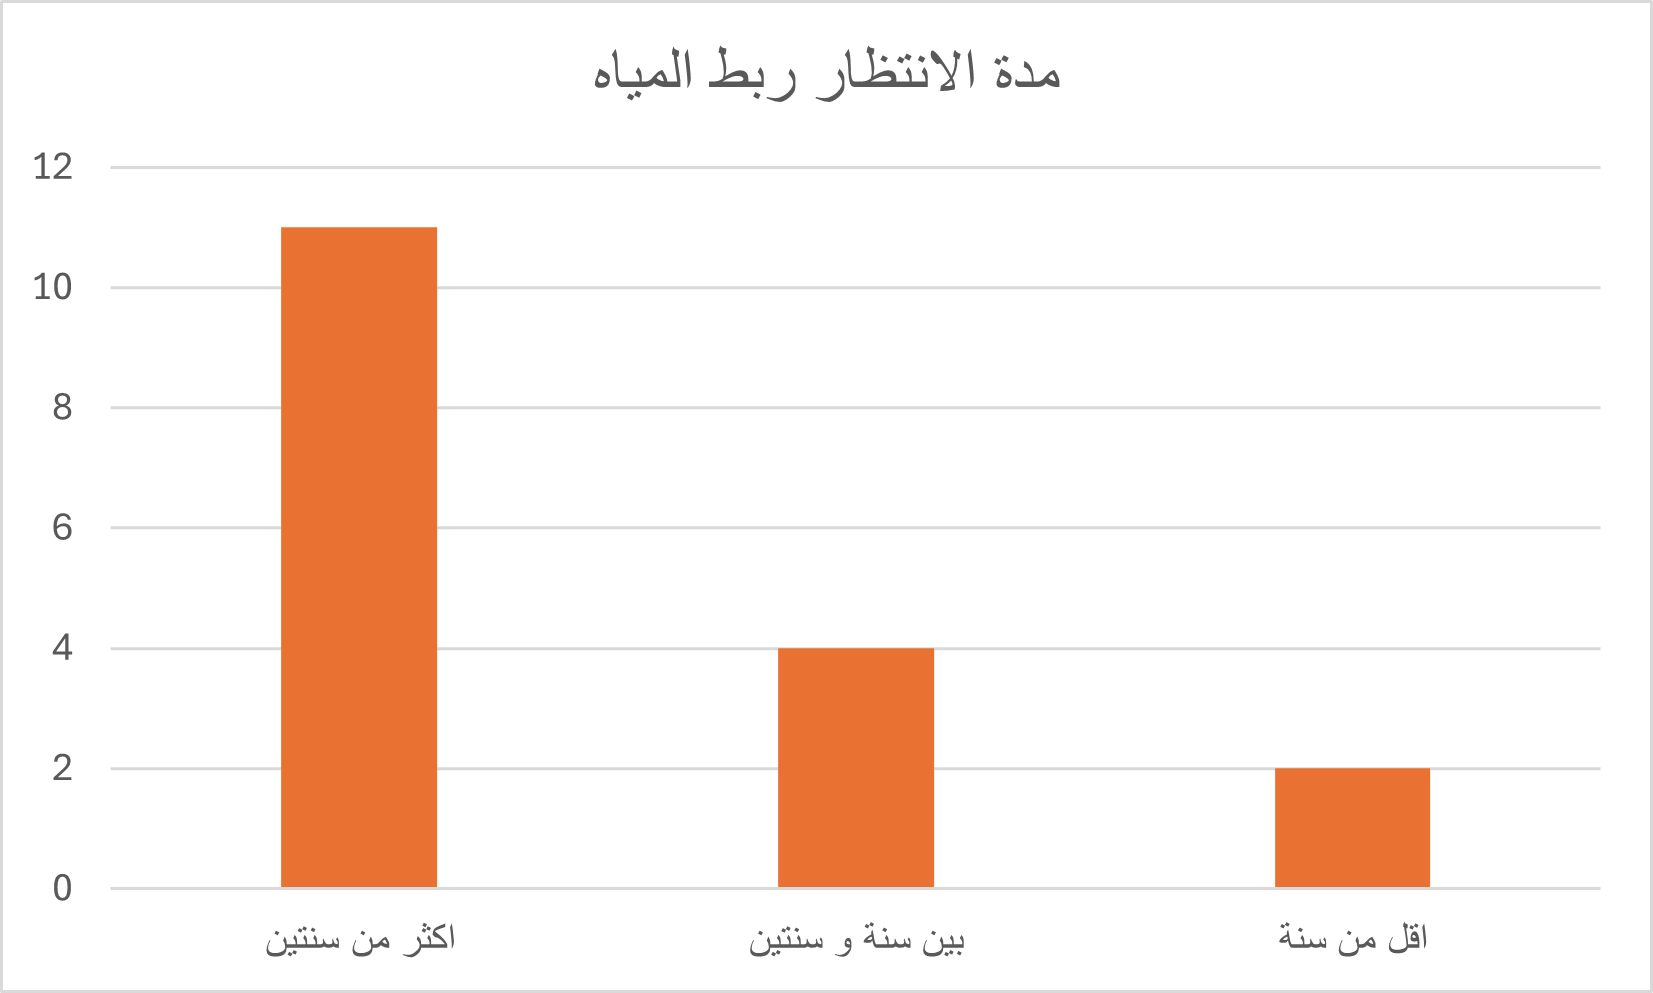 مدة الانتظار ربط المياه
12
10
8
6
4
2
0
اكثر من سنتين
بين سنة و سنتين
اقل من سنة